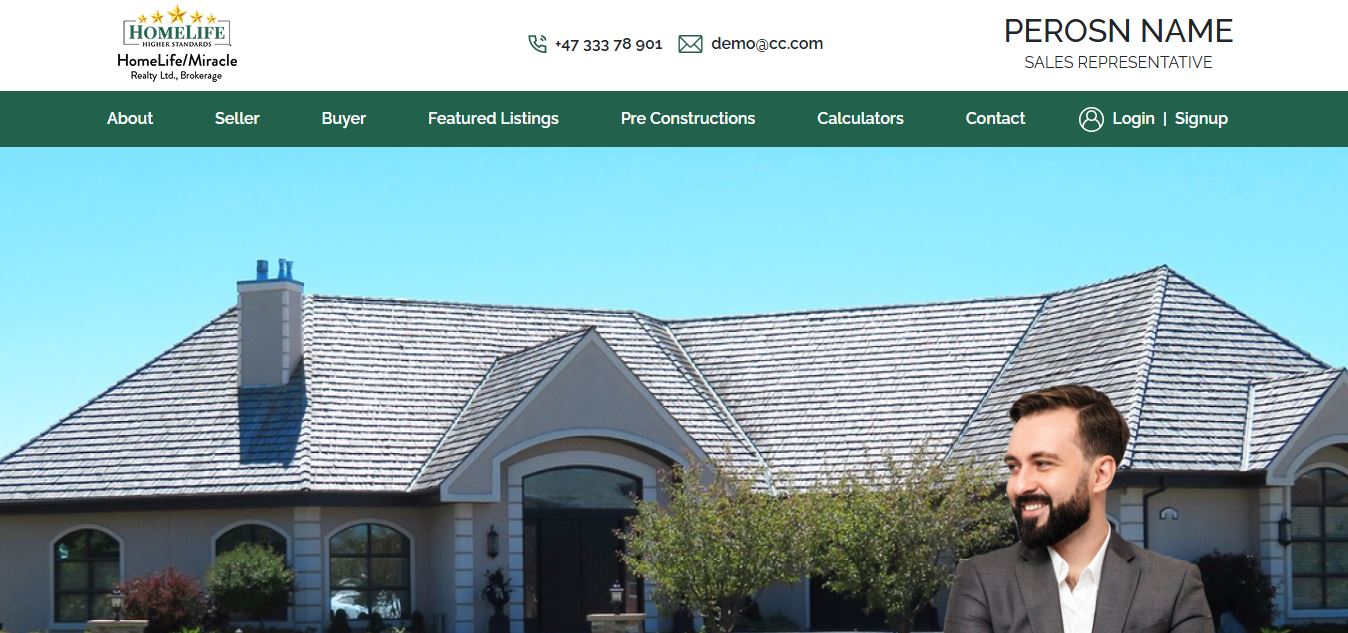 HOMELIFE
HIGHER STANDARDS
HomeLife/Miracle
Realty Ltd., Brokerage
+47 333 78 901 demo@cc.com
PEROSN NAME
SALES REPRESENTATIVE
About Seller Buyer Featured Listings Pre Constructions Calculators Contact Login | Signup